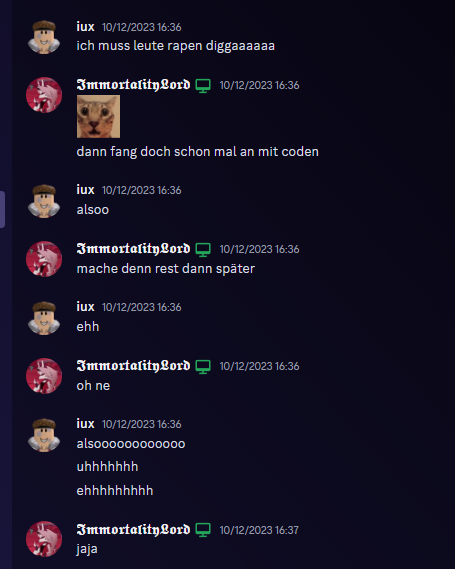 iux 10/12/2023 16:36
ich muss leute rapen diggaaaaaa
ImmortalityLord 10/12/2023 16:36
dann fang doch schon mal an mit coden
iux 10/12/2023 16:36
alsoo
ImmortalityLord 10/12/2023 16:36
mache denn rest dann später
iux 10/12/2023 16:36
ehh
ImmortalityLord 10/12/2023 16:36
oh ne
iux 10/12/2023 16:36
alsoooooooooooo
uhhhhhhh
ehhhhhhhhh
ImmortalityLord 10/12/2023 16:37
jaja